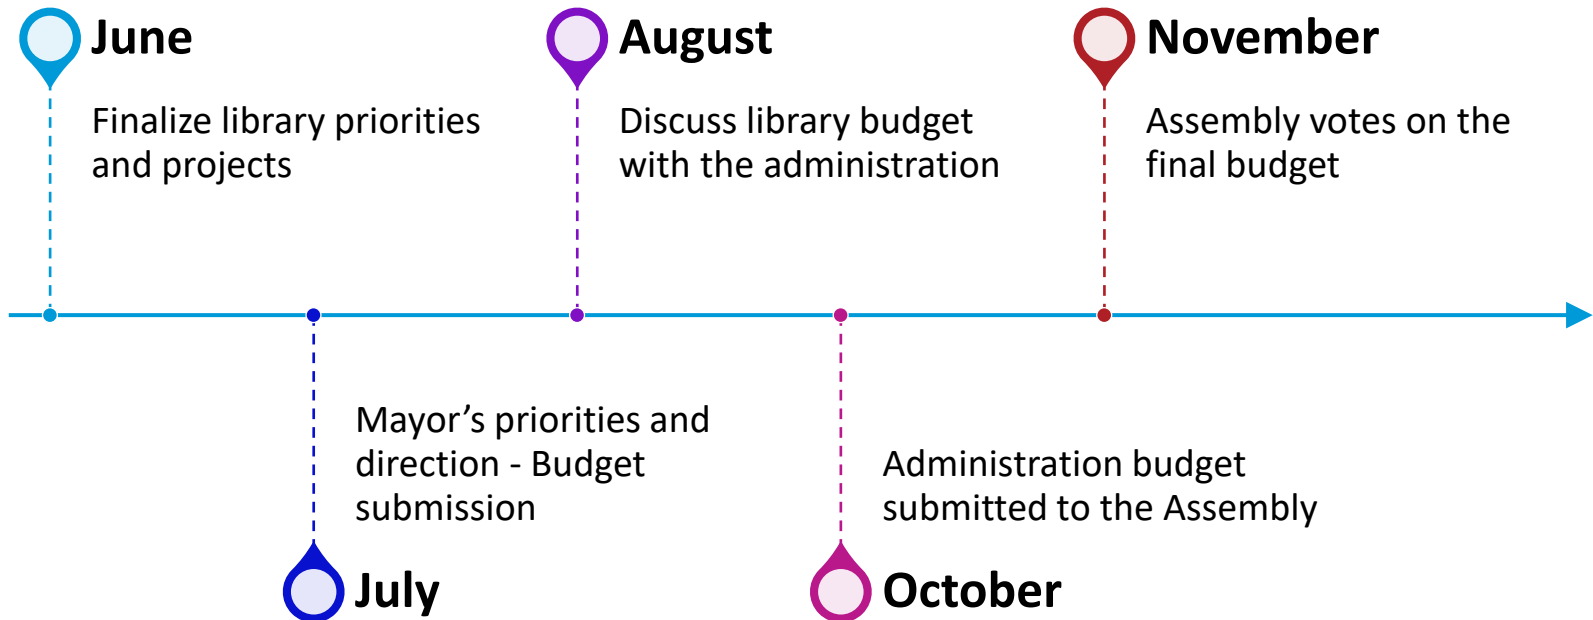 June
Finalize library priorities
and projects
July
Mayor’s priorities and
direction - Budget
submission
August
Discuss library budget
with the administration
October
Administration budget
submitted to the Assembly
November
Assembly votes on the
final budget